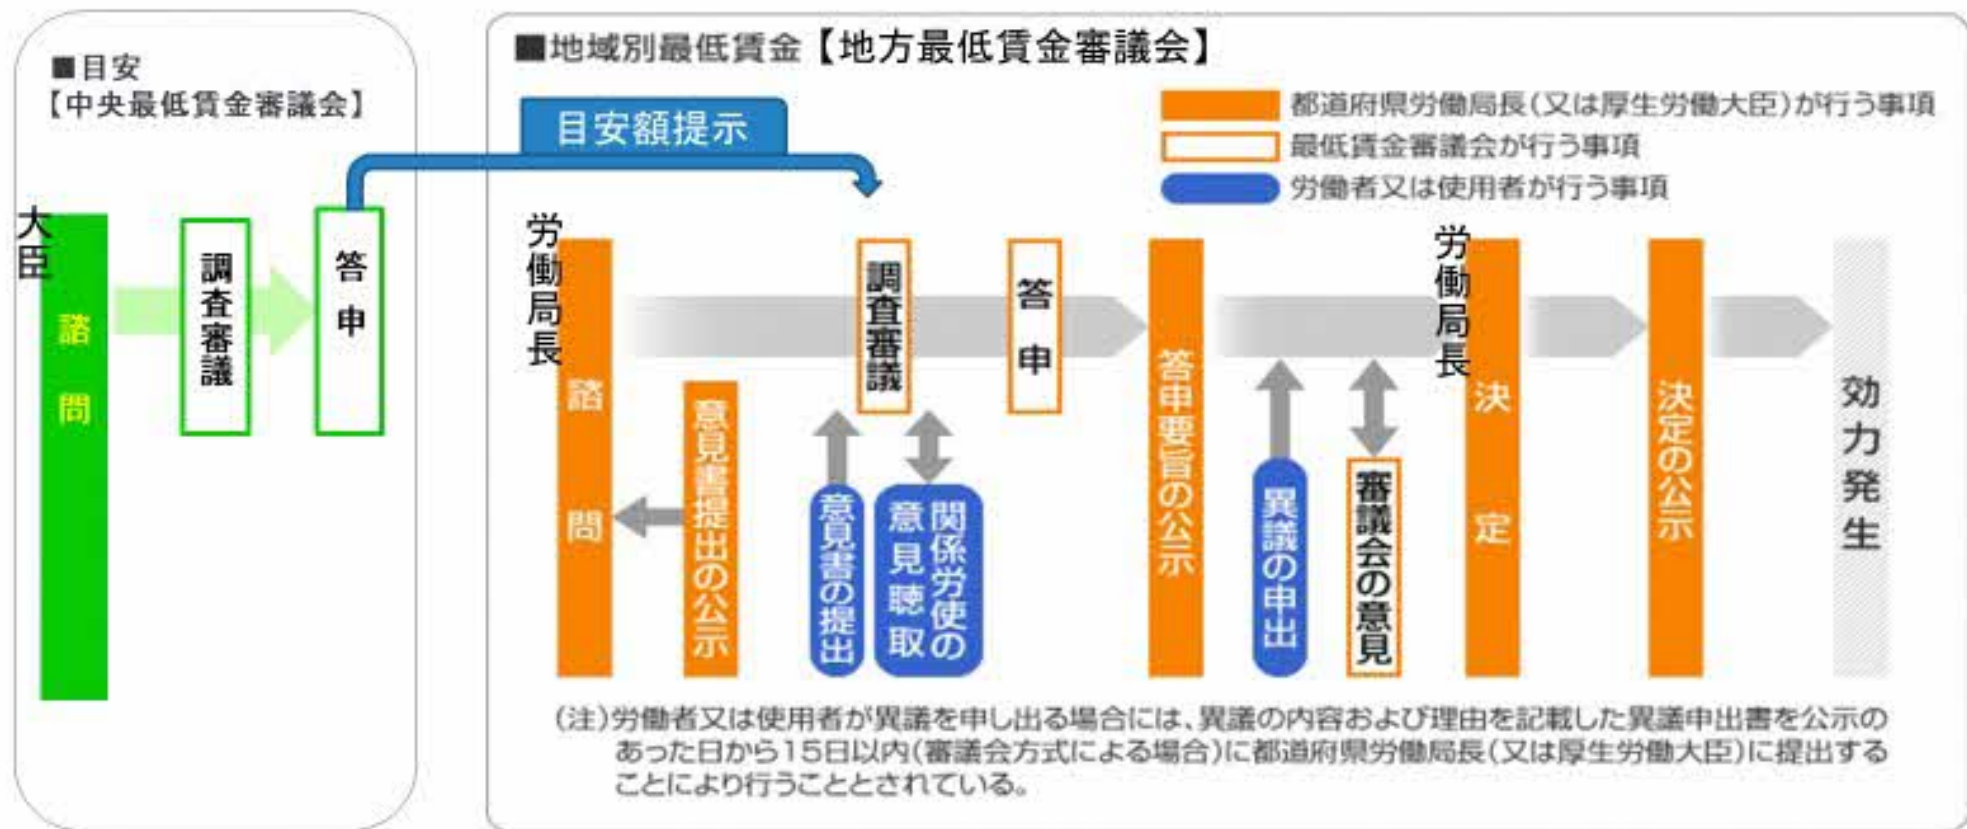 ■目安
【中央最低賃金審議会】
大臣
諮問
調査審議
答申
■地域別最低賃金【地方最低賃金審議会】
目安額提示
都道府県労働局長(又は厚生労働大臣)が行う事項
最低賃金審議会が行う事項
労働者又は使用者が行う事項
労働局長
諮問
意見書提出の公示
調査審議
意見書の提出
関係労使の
意見聴取
答申
答申要旨の公示
異議の申出
審議会の意見
労働局長
決定
決定の公示
効力発生
(注)労働者又は使用者が異議を申し出る場合には、異議の内容および理由を記載した異議申出書を公示の
あった日から15日以内(審議会方式による場合)に都道府県労働局長(又は厚生労働大臣)に提出する
ことにより行うこととされている。